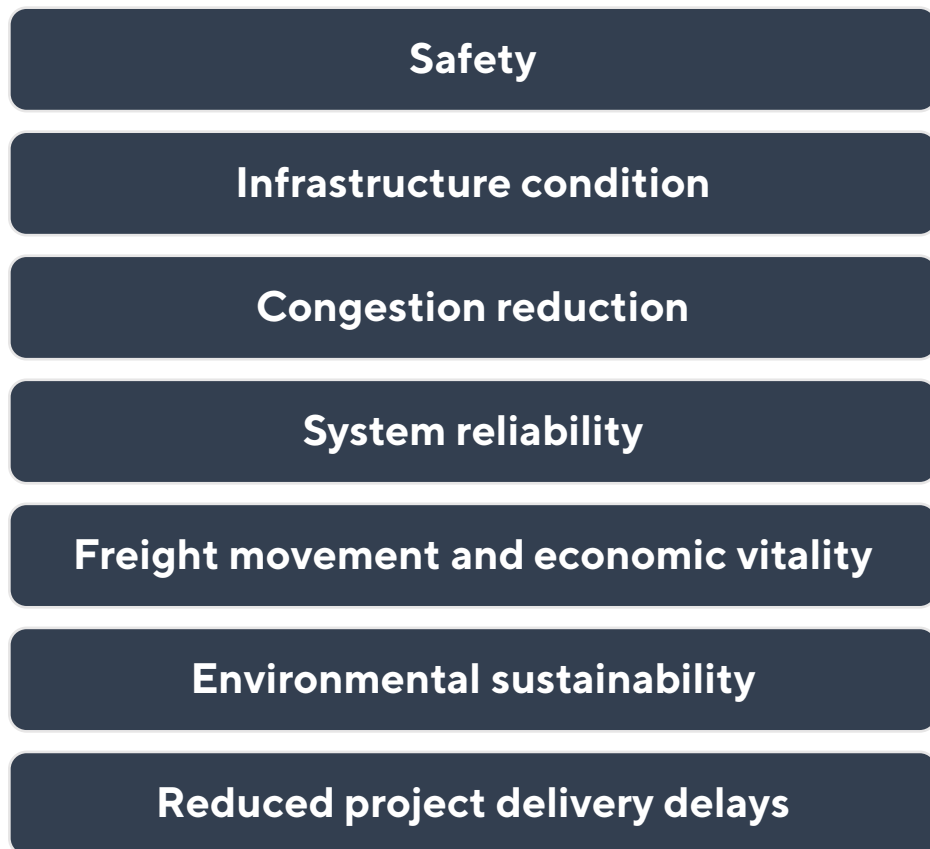 Safety
Infrastructure condition
Congestion reduction
System reliability
Freight movement and economic vitality
Environmental sustainability
Reduced project delivery delays